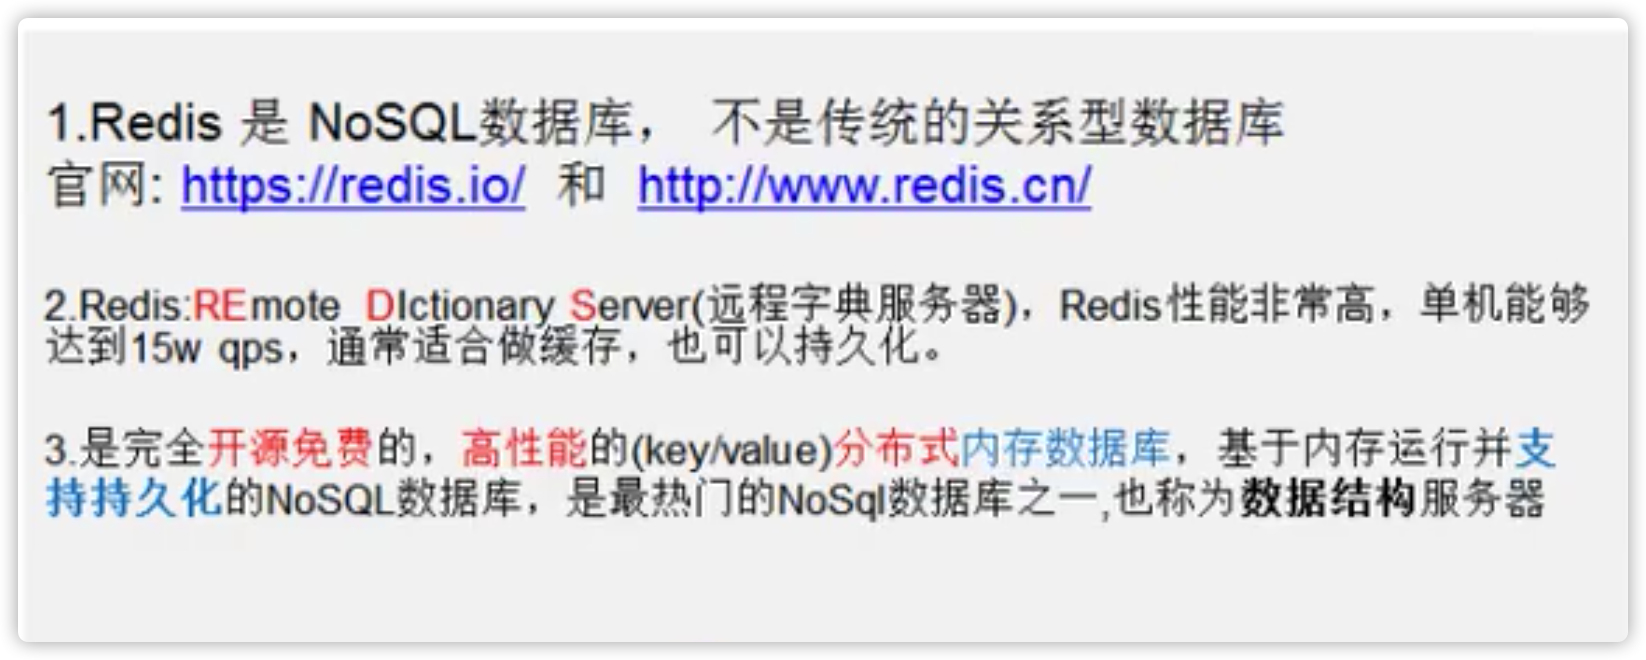 1.Redis 是 NoSQL数据库， 不是传统的关系型数据库
官网: https://redis.io/ 和 http://www.redis.cn/
2.Redis:REmote DIctionary Server(远程字典服务器)，Redis性能非常高，单机能够
达到15w qps，通常适合做缓存，也可以持久化。
3.是完全开源免费的，高性能的(key/value)分布式内存数据库，基于内存运行并支
持持久化的NoSQL数据库，是最热门的NoSql数据库之一,也称为数据结构服务器